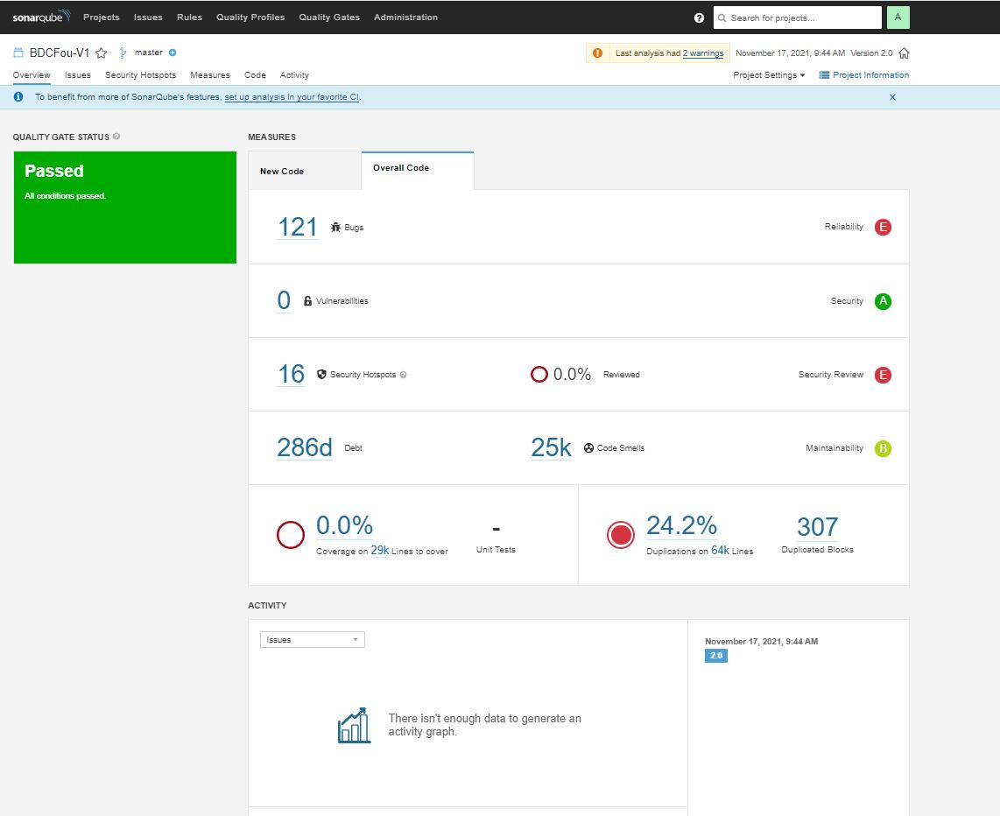 sonarqube Projects Issues Rules Quality Profiles Quality Gates Administration Search for projects... A
BDCFou-V1 master Last analysis had 2 warnings November 17, 2021, 9:44 AM Version 2.0
Overview Issues Security Hotspots Measures Code Activity Project Settings Project Information
To benefit from more of SonarQube's features, set up analysis in your favorite CI.
QUALITY GATE STATUS
Passed
All conditions passed.
MEASURES
New Code Overall Code
121 Bugs Reliability E
0 Vulnerabilities Security A
16 Security Hotspots 0.0% Reviewed Security Review E
286d Debt 25k Code Smells Maintainability B
0.0% - 24.2% 307
Coverage on 29k Lines to cover Unit Tests Duplications on 64k Lines Duplicated Blocks
ACTIVITY
Issues
There isn't enough data to generate an
activity graph.
November 17, 2021, 9:44 AM
2.0